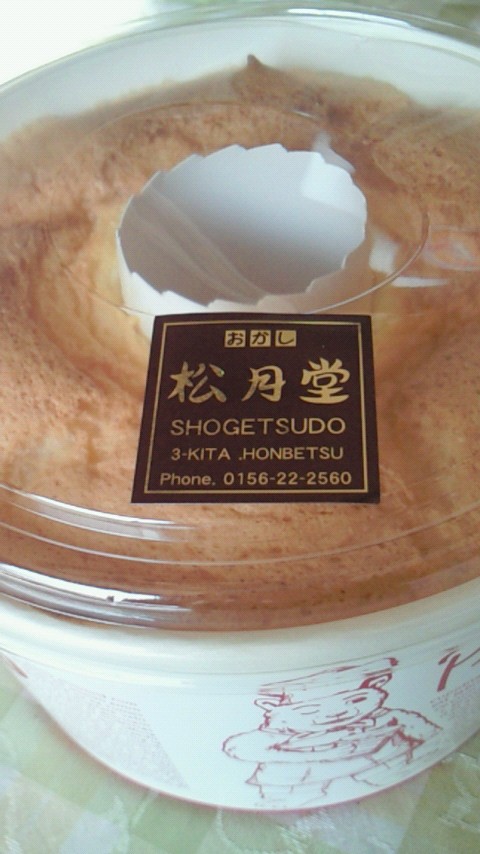 おかし
松月堂
SHOGETSUDO
3-KITA .HONBETSU
Phone. 0156-22-2560